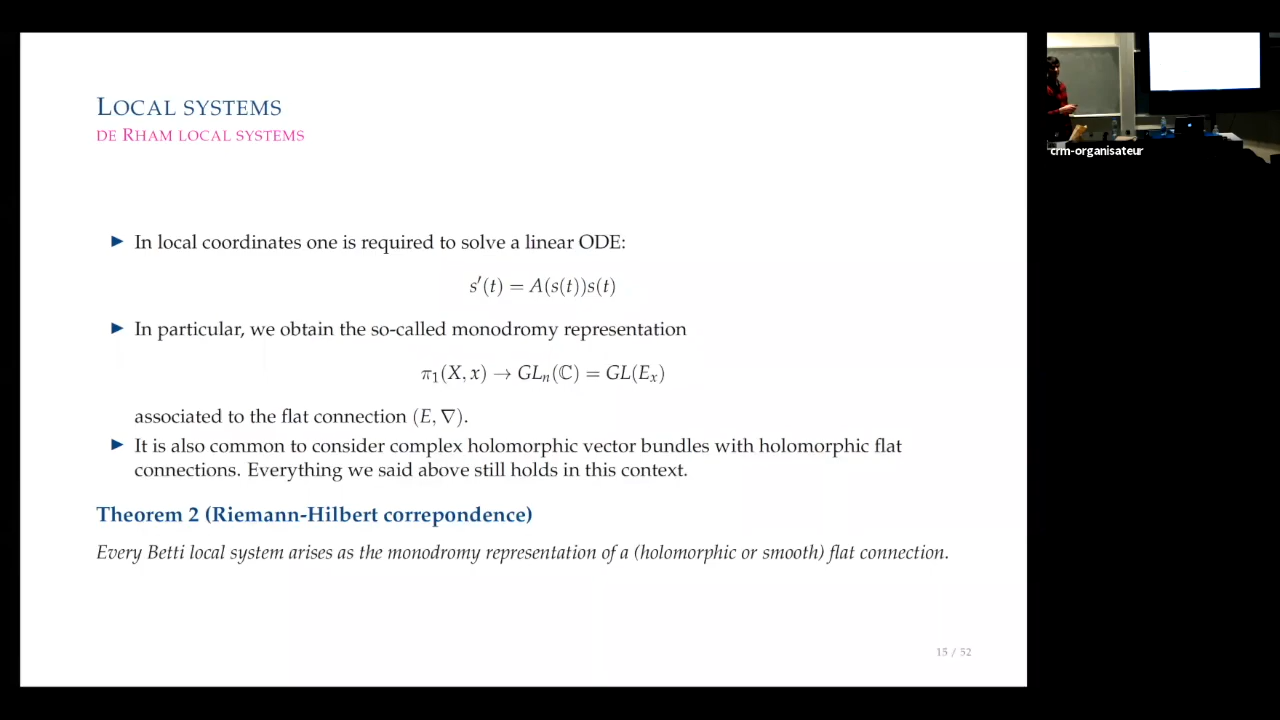 LOCAL SYSTEMS
DE RHAM LOCAL SYSTEMS
▶ In local coordinates one is required to solve a linear ODE:
s′(t) = A(s(t))s(t)
▶ In particular, we obtain the so-called monodromy representation
π₁(X, x) → GLₙ(ℂ) = GL(Eₓ)
associated to the flat connection (E, ∇).
▶ It is also common to consider complex holomorphic vector bundles with holomorphic flat
connections. Everything we said above still holds in this context.
Theorem 2 (Riemann-Hilbert correpondence)
Every Betti local system arises as the monodromy representation of a (holomorphic or smooth) flat connection.
15 / 52
crm-organisateur